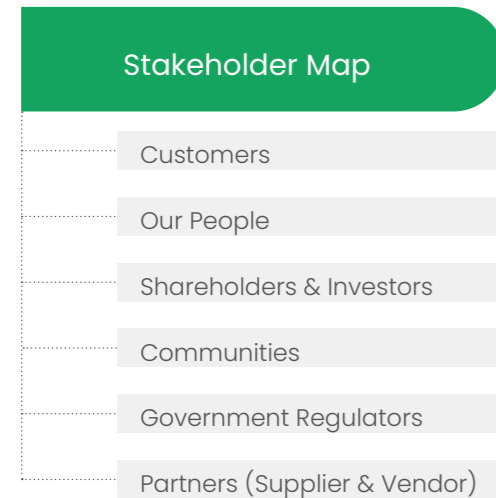 Stakeholder Map
Customers
Our People
Shareholders & Investors
Communities
Government Regulators
Partners (Supplier & Vendor)